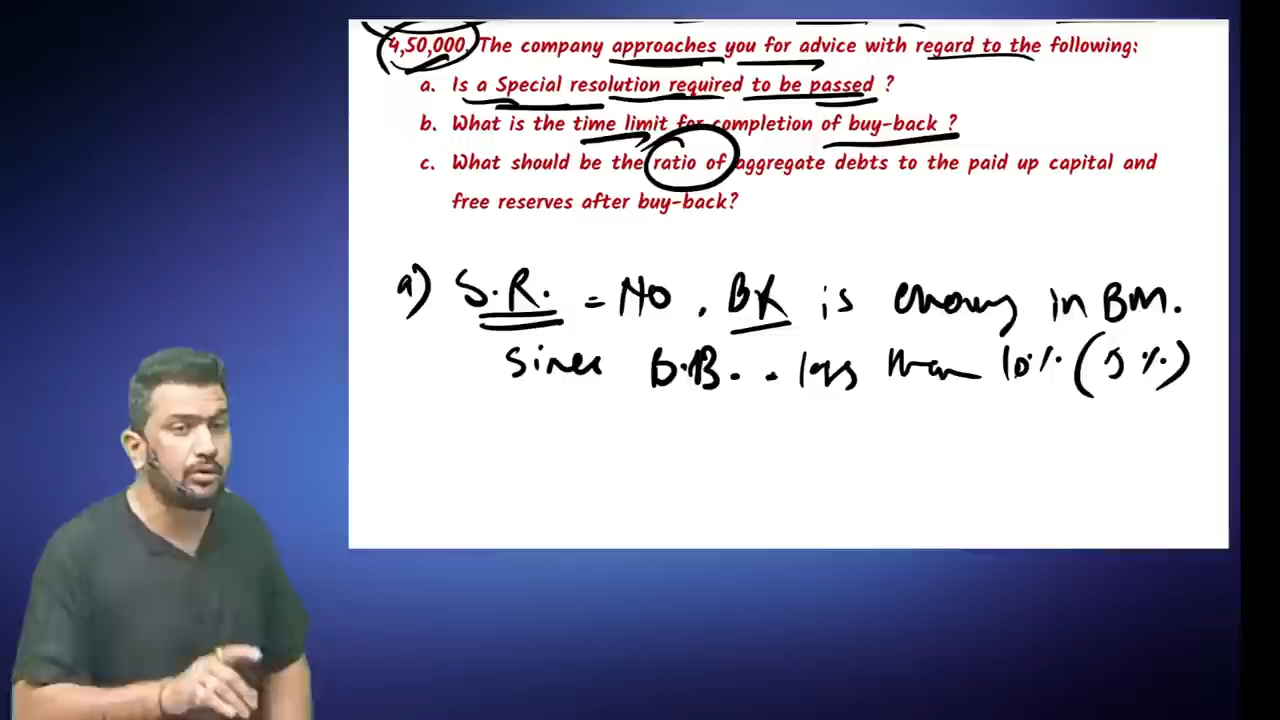 4,50,000. The company approaches you for advice with regard to the following:
a. Is a Special resolution required to be passed ?
b. What is the time limit for completion of buy-back ?
c. What should be the ratio of aggregate debts to the paid up capital and
free reserves after buy-back?
a) S.R. = NO, BR is enough in BM.
Since B.B. . less than 10% (5%)